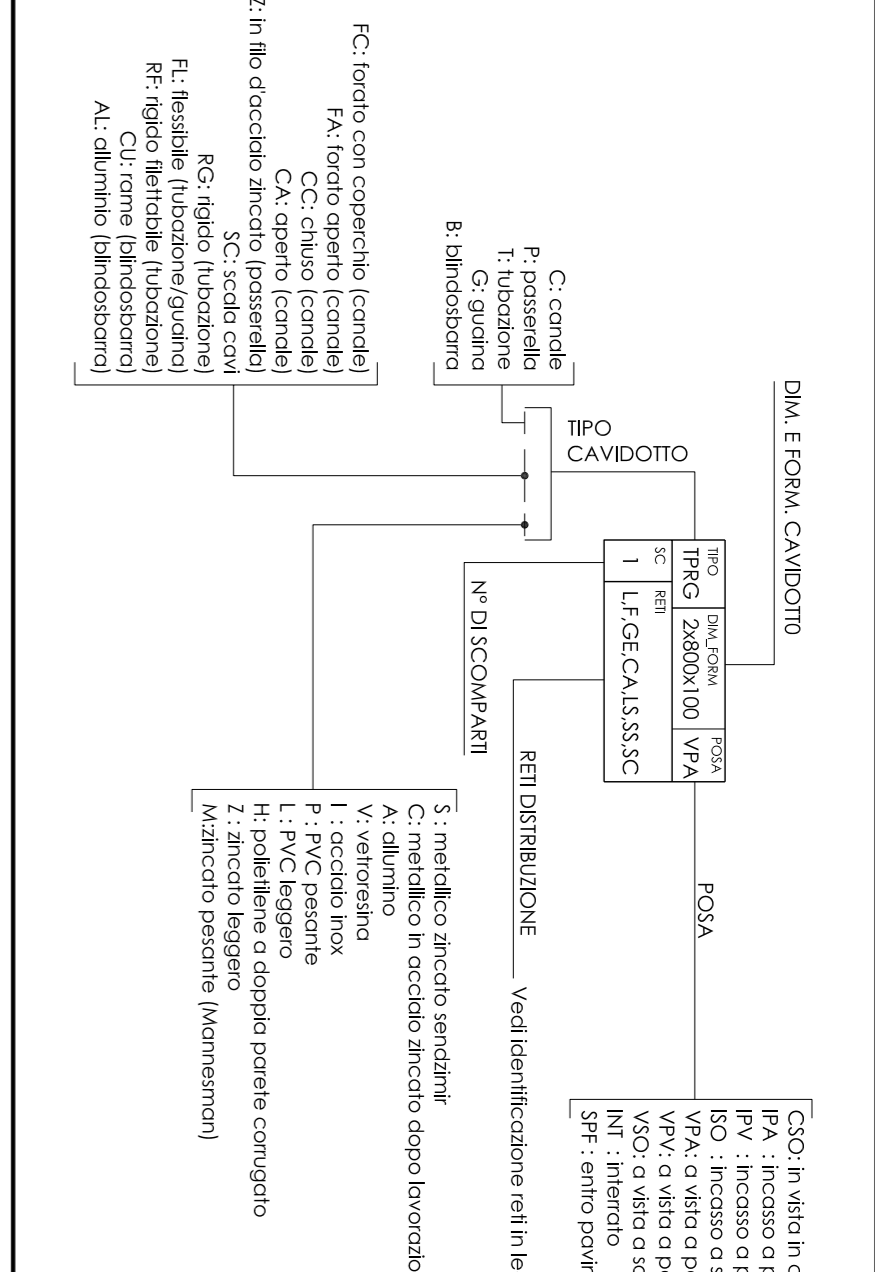 DIM. E FORM. CAVIDOTT0
TIPO
CAVIDOTTO
C: canale
P: passerella
T: tubazione
G: guaina
B: blindosbarra
FC: forato con coperchio (canale)
FA: forato aperto (canale)
CC: chiuso (canale)
CA: aperto (canale)
Z: in filo d'acciaio zincato (passerella)
SC: scala cavi
RG: rigido (tubazione)
FL: flessibile (tubazione/guaina)
RF: rigido filettabile (tubazione)
CU: rame (blindosbarra)
AL: alluminio (blindosbarra)
TIPO DIM_FORM POSA
TPRG 2x800x100 VPA
SC RETI
1 L,F,GE,CA,LS,SS,SC
N° DI SCOMPARTI
RETI DISTRIBUZIONE
Vedi identificazione reti in le
S : metallico zincato sendzimir
C: metallico in acciaio zincato dopo lavorazio
A: allumino
V: vetroresina
I : acciaio inox
P : PVC pesante
L : PVC leggero
H: polietilene a doppia parete corrugato
Z : zincato leggero
M:zincato pesante (Mannesman)
POSA
CSO: in vista in c
IPA : incasso a p
IPV : incasso a p
ISO : incasso a s
VPA: a vista a pa
VPV: a vista a pa
VSO: a vista a so
INT : interrato
SPF : entro pavim